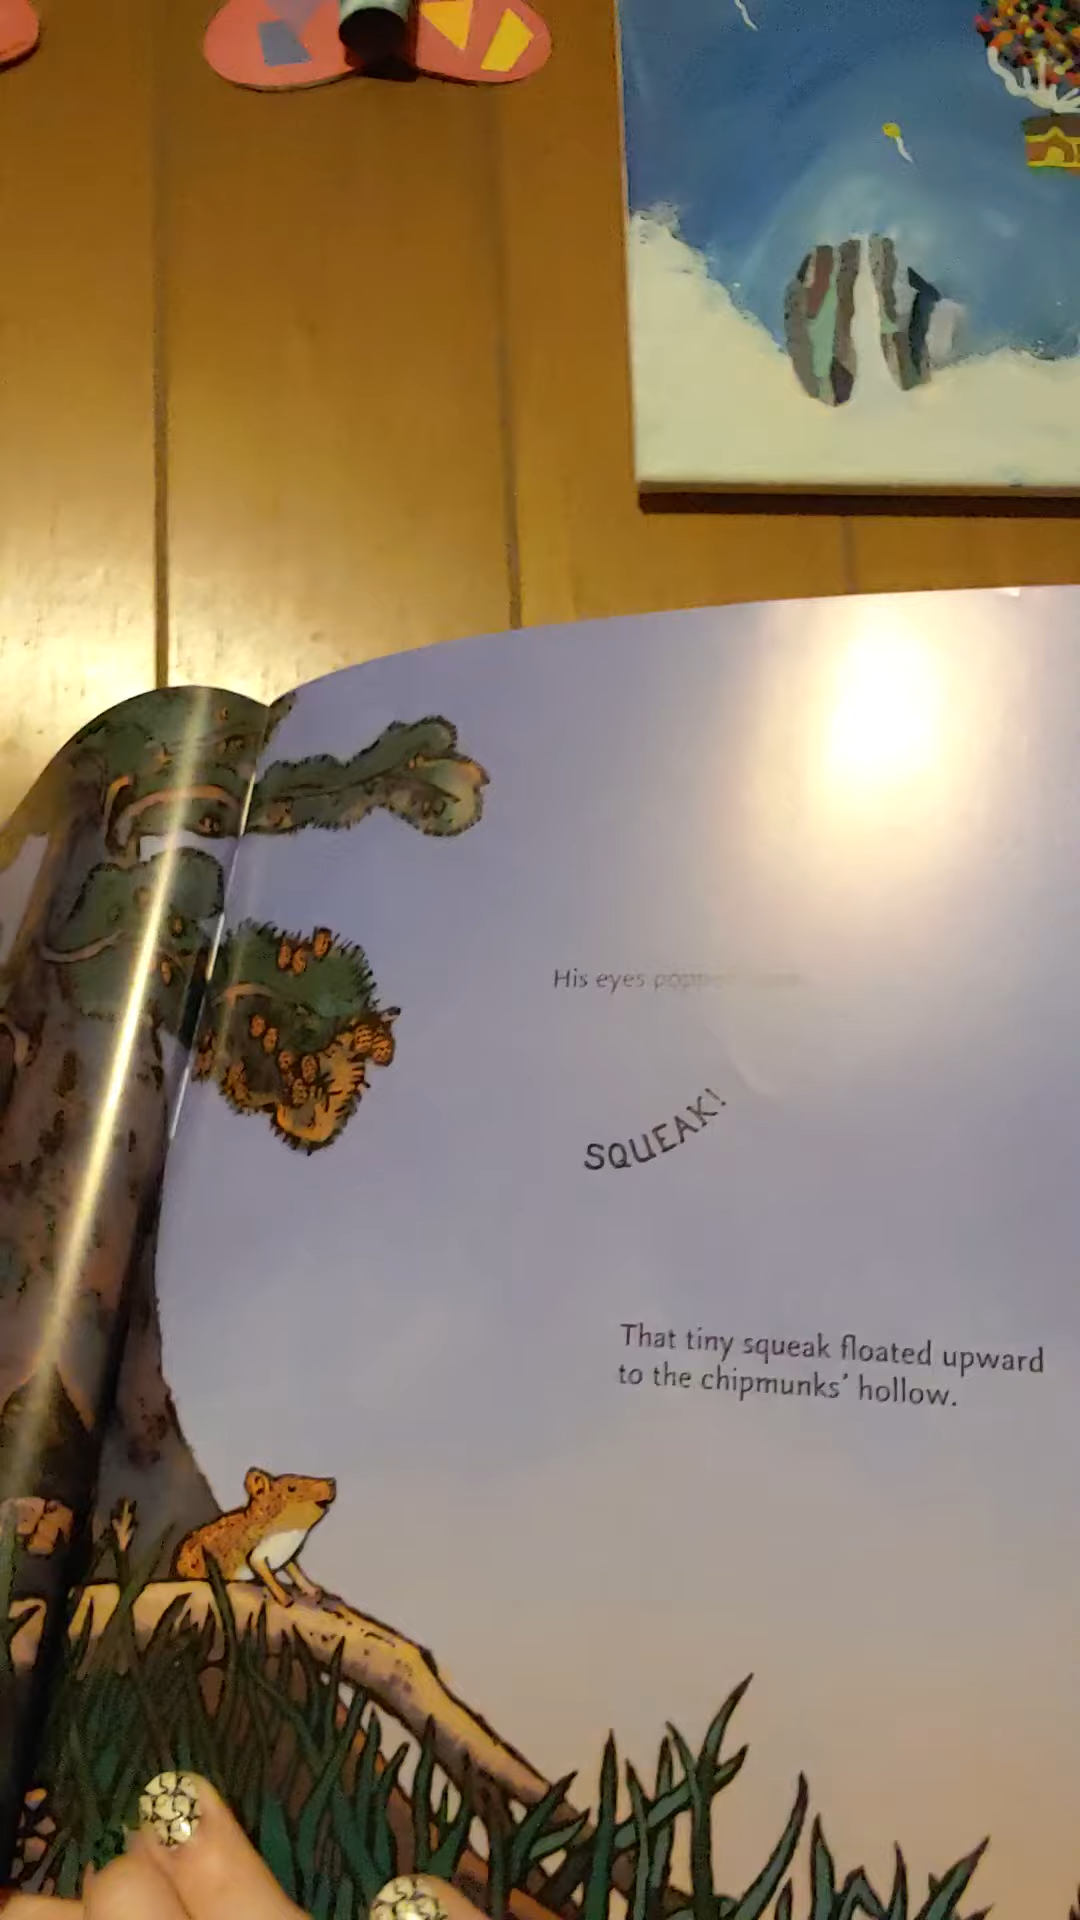 His eyes popped
SQUEAK!
That tiny squeak floated upward
to the chipmunks’ hollow.